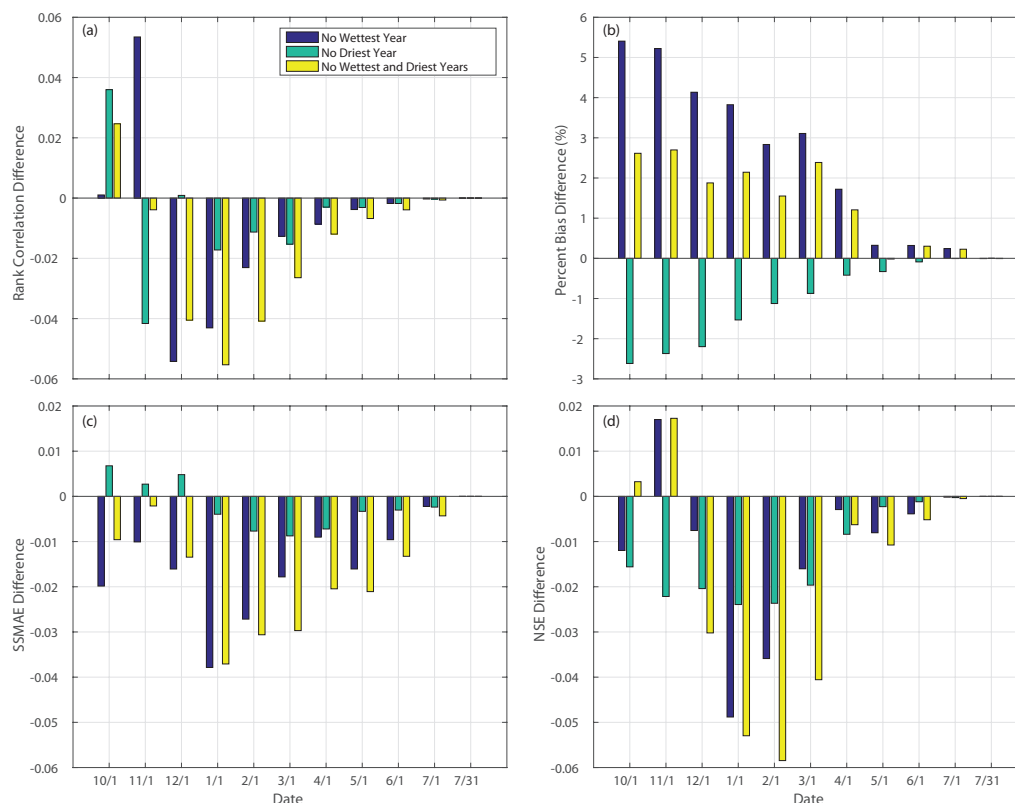 (a)
No Wettest Year
No Driest Year
No Wettest and Driest Years
0.06
0.04
0.02
0
-0.02
-0.04
-0.06
Rank Correlation Difference
(b)
6
5
4
3
2
1
0
-1
-2
-3
Percent Bias Difference (%)
(c)
0.02
0.01
0
-0.01
-0.02
-0.03
-0.04
-0.05
-0.06
SSMAE Difference
10/1 11/1 12/1 1/1 2/1 3/1 4/1 5/1 6/1 7/1 7/31
Date
(d)
0.02
0.01
0
-0.01
-0.02
-0.03
-0.04
-0.05
-0.06
NSE Difference
10/1 11/1 12/1 1/1 2/1 3/1 4/1 5/1 6/1 7/1 7/31
Date